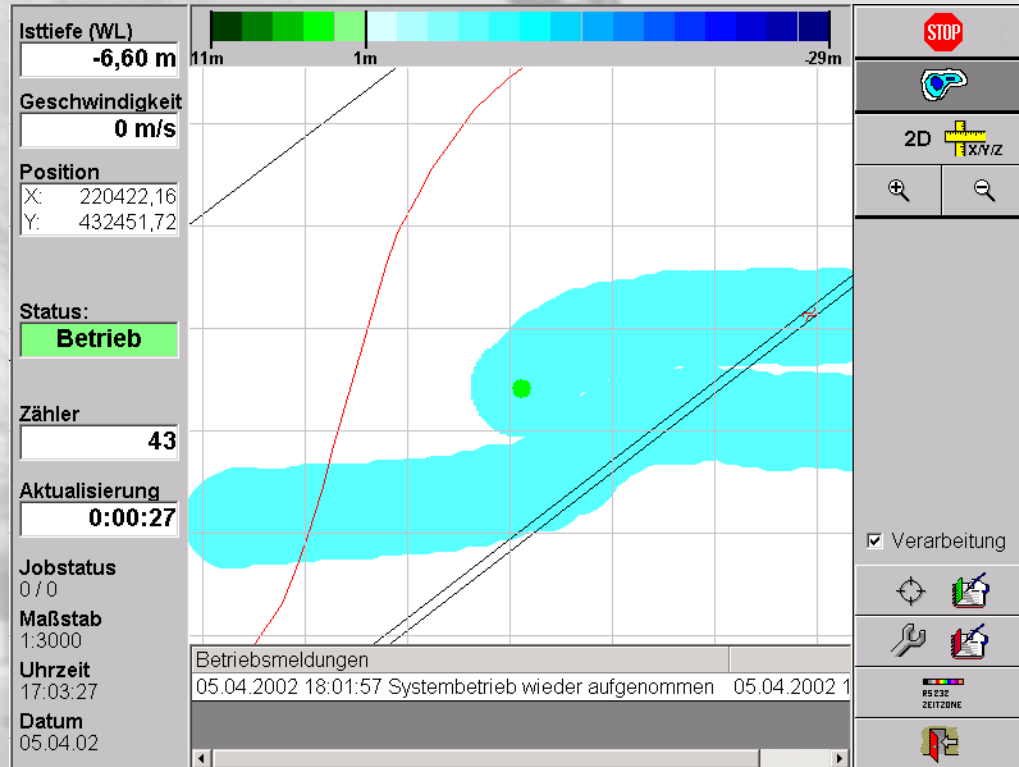 Isttiefe (WL)
-6,60 m
Geschwindigkeit
0 m/s
Position
X: 220422,16
Y: 432451,72
Status:
Betrieb
Zähler
43
Aktualisierung
0:00:27
Jobstatus
0 / 0
Maßstab
1:3000
Uhrzeit
17:03:27
Datum
05.04.02
11m 1m -29m
Betriebsmeldungen
05.04.2002 18:01:57 Systembetrieb wieder aufgenommen 05.04.2002 1
STOP
2D X/Y/Z
Verarbeitung
RS232
ZEITZONE